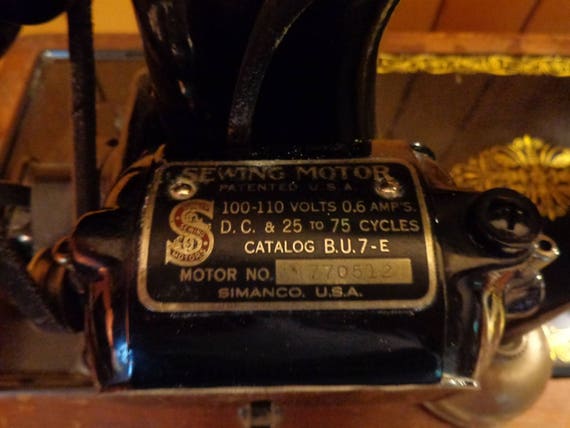 SEWING MOTOR
PATENTED U.S.A.
100-110 VOLTS 0.6 AMP'S.
D.C. & 25 TO 75 CYCLES
CATALOG B.U.7-E
MOTOR NO. 770512
SIMANCO. U.S.A.